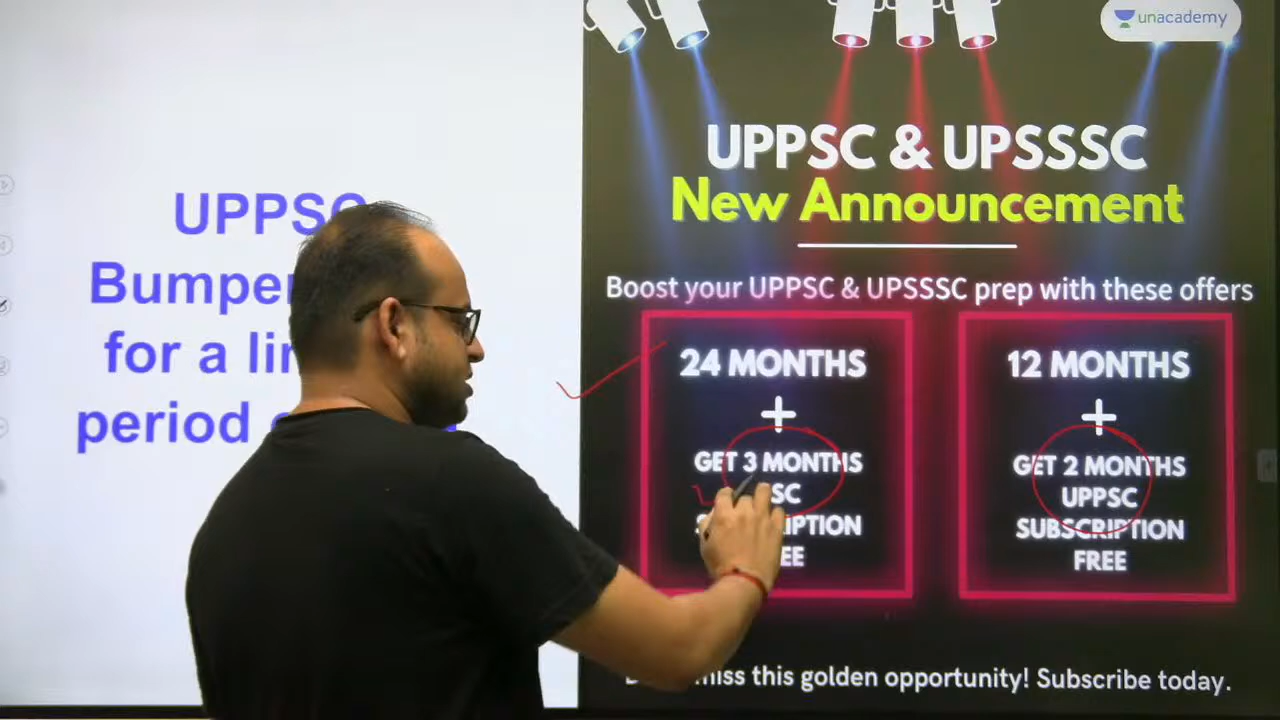 UPPSC
Bumper
for a
period
unacademy
UPPSC & UPSSSC
New Announcement
Boost your UPPSC & UPSSSC prep with these offers
24 MONTHS
+
GET 3 MONTHS
FREE
12 MONTHS
+
GET 2 MONTHS
UPPSC
SUBSCRIPTION
FREE
miss this golden opportunity! Subscribe today.